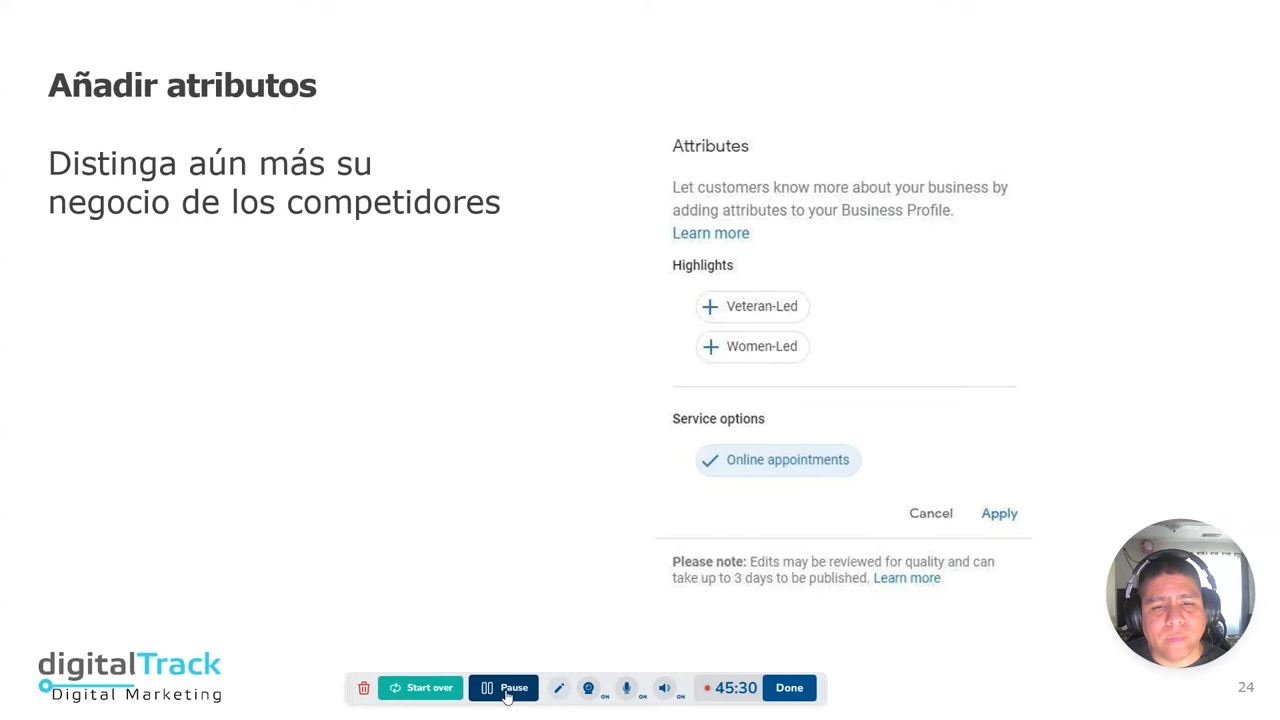 Añadir atributos
Distinga aún más su
negocio de los competidores
Attributes
Let customers know more about your business by
adding attributes to your Business Profile.
Learn more
Highlights
Veteran-Led
Women-Led
Service options
Online appointments
Cancel Apply
Please note: Edits may be reviewed for quality and can
take up to 3 days to be published. Learn more
digitalTrack
Digital Marketing
Start over Pause ON ON ON 45:30 Done
24